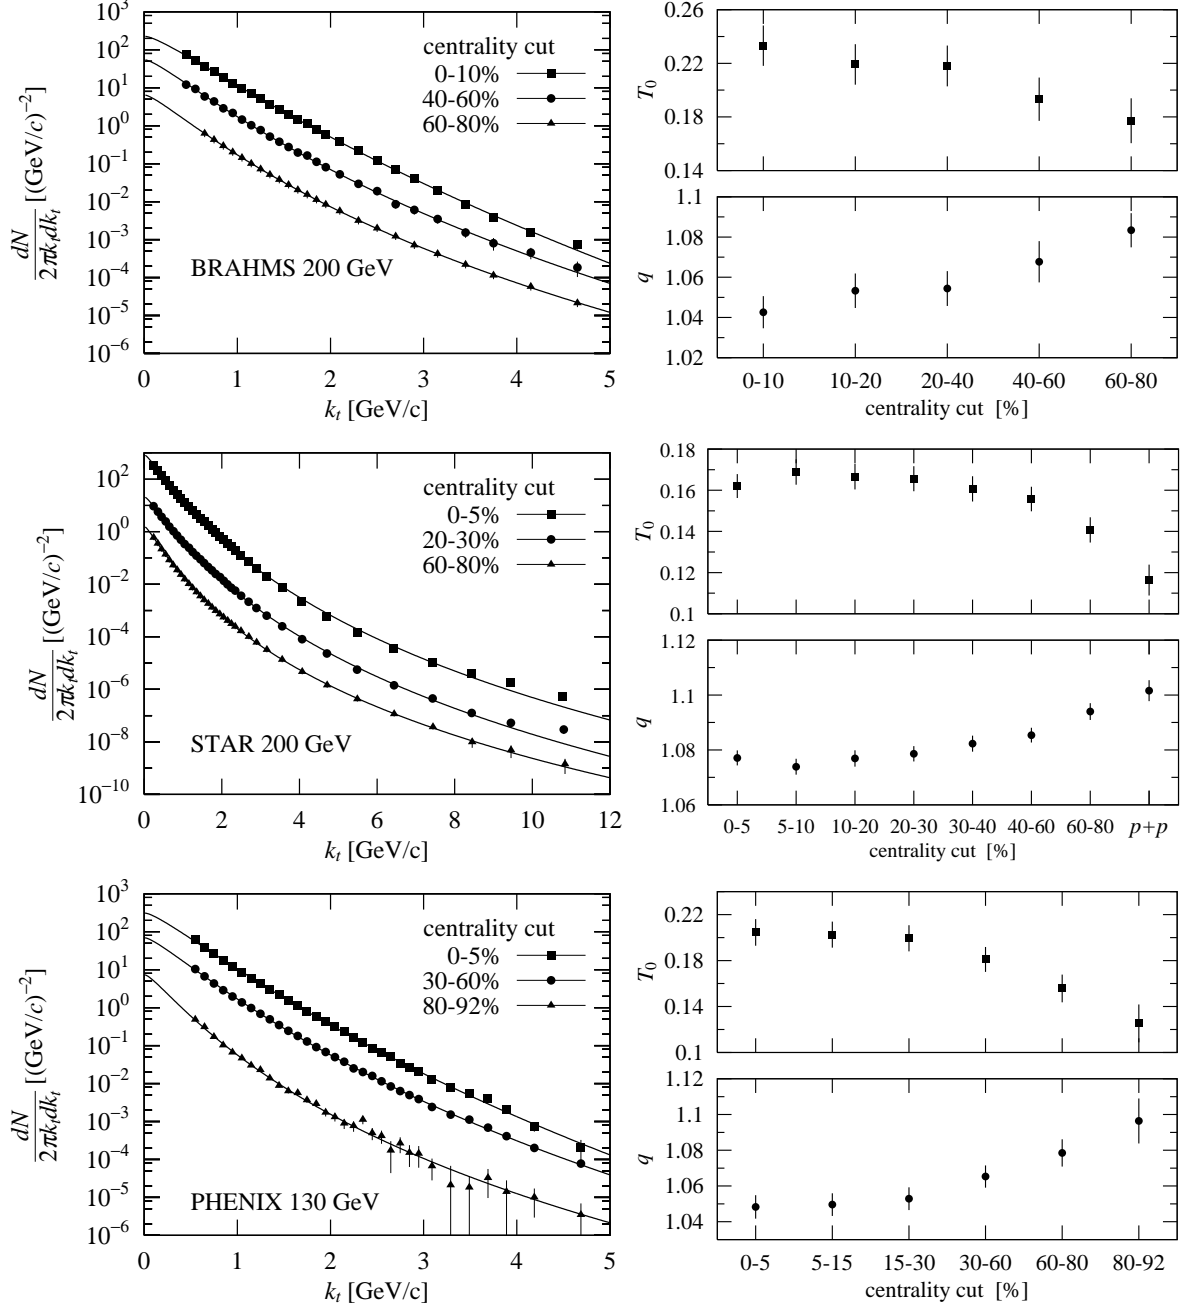 10^3
10^2
10^1
10^0
10^−1
10^−2
10^−3
10^−4
10^−5
10^−6
dN
2πk_t dk_t
[(GeV/c)^−2]
centrality cut
0-10%
40-60%
60-80%
BRAHMS 200 GeV
0 1 2 3 4 5
k_t [GeV/c]
0.26
0.22
0.18
0.14
T_0
1.1
1.08
1.06
1.04
1.02
q
0-10 10-20 20-40 40-60 60-80
centrality cut [%]
10^2
10^0
10^−2
10^−4
10^−6
10^−8
10^−10
dN
2πk_t dk_t
[(GeV/c)^−2]
centrality cut
0-5%
20-30%
60-80%
STAR 200 GeV
0 2 4 6 8 10 12
k_t [GeV/c]
0.18
0.16
0.14
0.12
0.1
T_0
1.12
1.1
1.08
1.06
q
0-5 5-10 10-20 20-30 30-40 40-60 60-80 p+p
centrality cut [%]
10^3
10^2
10^1
10^0
10^−1
10^−2
10^−3
10^−4
10^−5
10^−6
dN
2πk_t dk_t
[(GeV/c)^−2]
centrality cut
0-5%
30-60%
80-92%
PHENIX 130 GeV
0 1 2 3 4 5
k_t [GeV/c]
0.22
0.18
0.14
0.1
T_0
1.12
1.1
1.08
1.06
1.04
q
0-5 5-15 15-30 30-60 60-80 80-92
centrality cut [%]